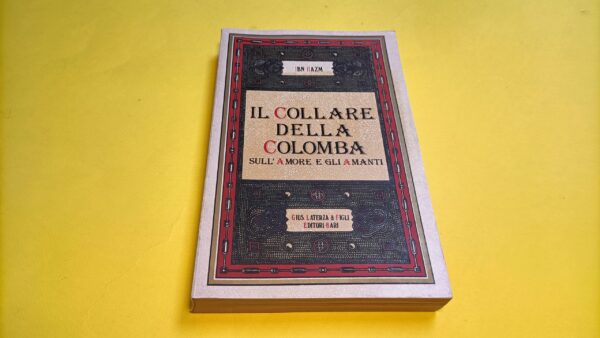 IBN HAZM
IL COLLARE
DELLA
COLOMBA
SULL'AMORE E GLI AMANTI
GIUS. LATERZA & FIGLI
EDITORI-BARI